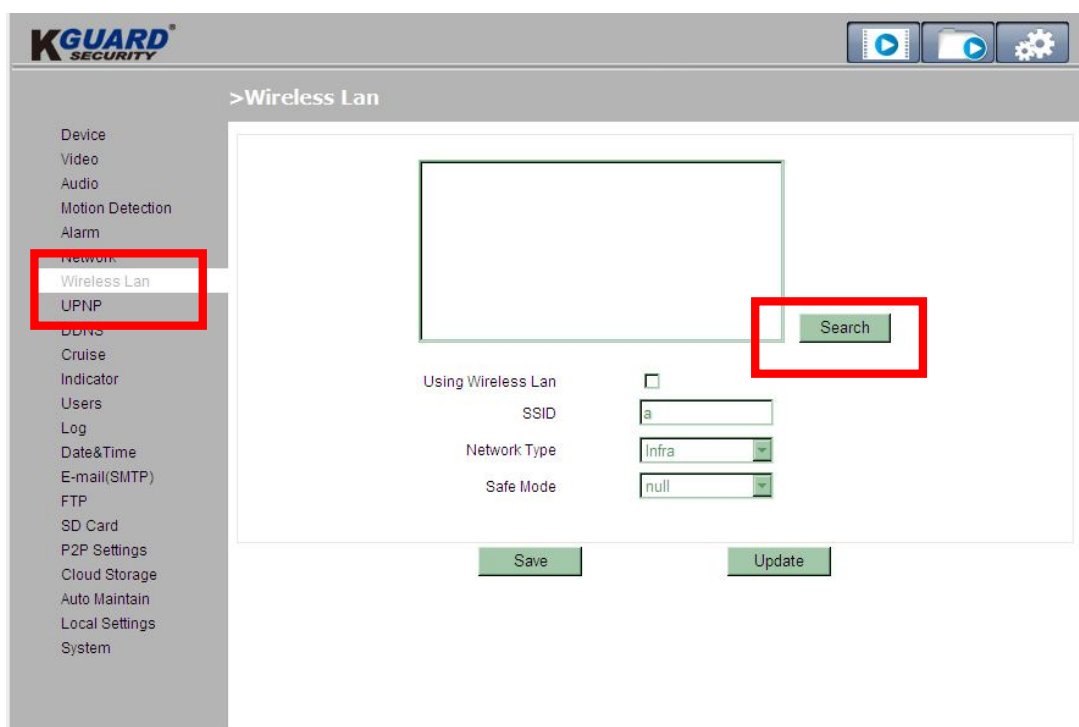 KGUARD®
SECURITY
>Wireless Lan
Device
Video
Audio
Motion Detection
Alarm
Network
Wireless Lan
UPNP
DDNS
Cruise
Indicator
Users
Log
Date&Time
E-mail(SMTP)
FTP
SD Card
P2P Settings
Cloud Storage
Auto Maintain
Local Settings
System
Search
Using Wireless Lan
SSID a
Network Type Infra
Safe Mode null
Save Update